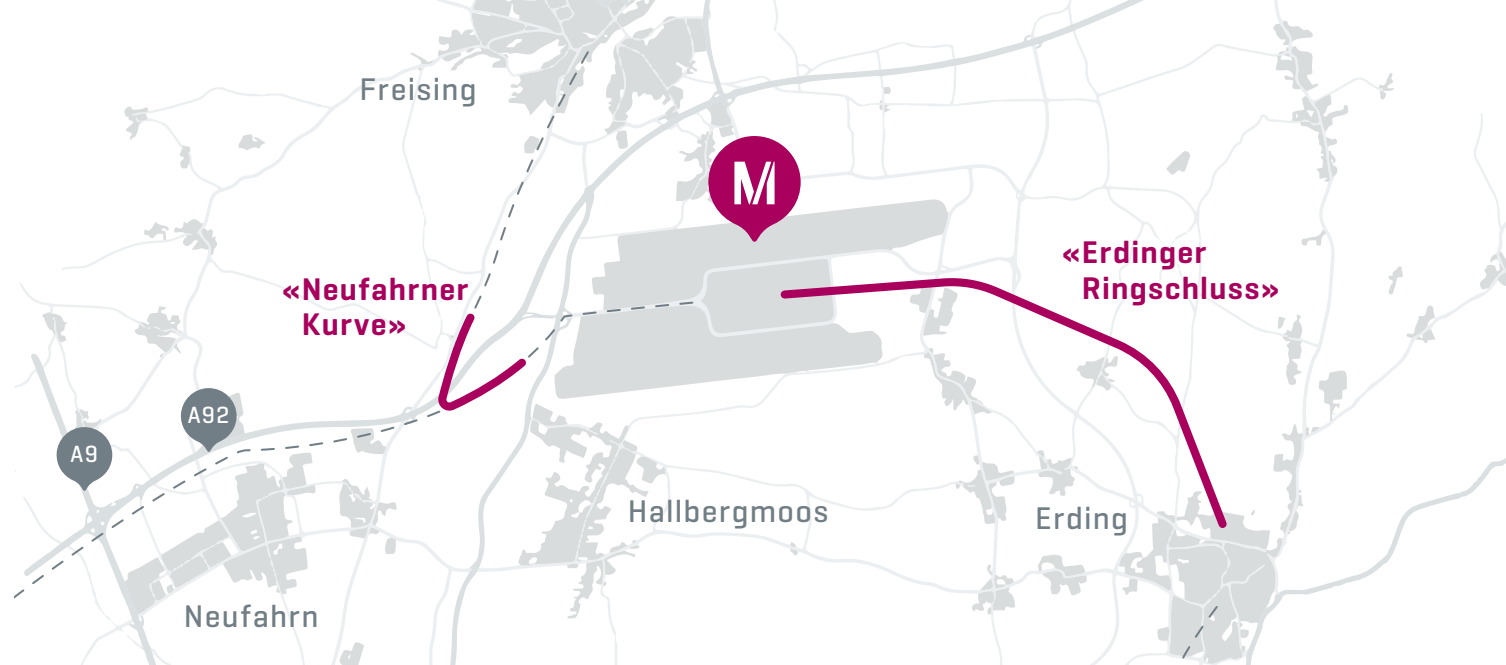 Freising
M
«Erdinger
Ringschluss»
«Neufahrner
Kurve»
A92
A9
Hallbergmoos
Erding
Neufahrn